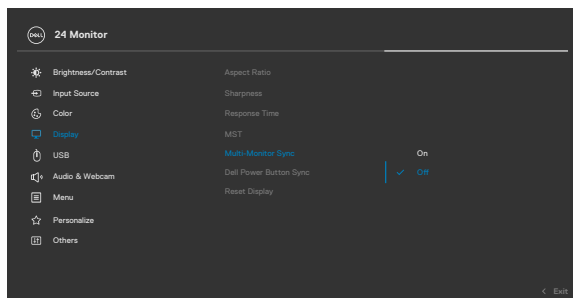 DELL 24 Monitor
Brightness/Contrast
Input Source
Color
Display
USB
Audio & Webcam
Menu
Personalize
Others
Aspect Ratio
Sharpness
Response Time
MST
Multi-Monitor Sync
Dell Power Button Sync
Reset Display
On
Off
Exit